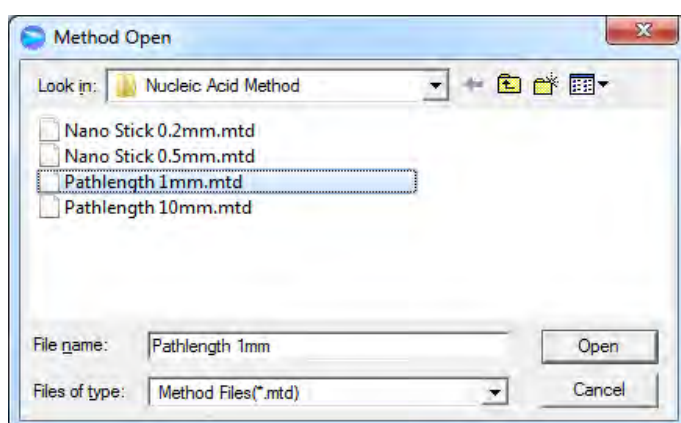 Method Open
Look in: Nucleic Acid Method
Nano Stick 0.2mm.mtd
Nano Stick 0.5mm.mtd
Pathlength 1mm.mtd
Pathlength 10mm.mtd
File name: Pathlength 1mm Open
Files of type: Method Files(*.mtd) Cancel